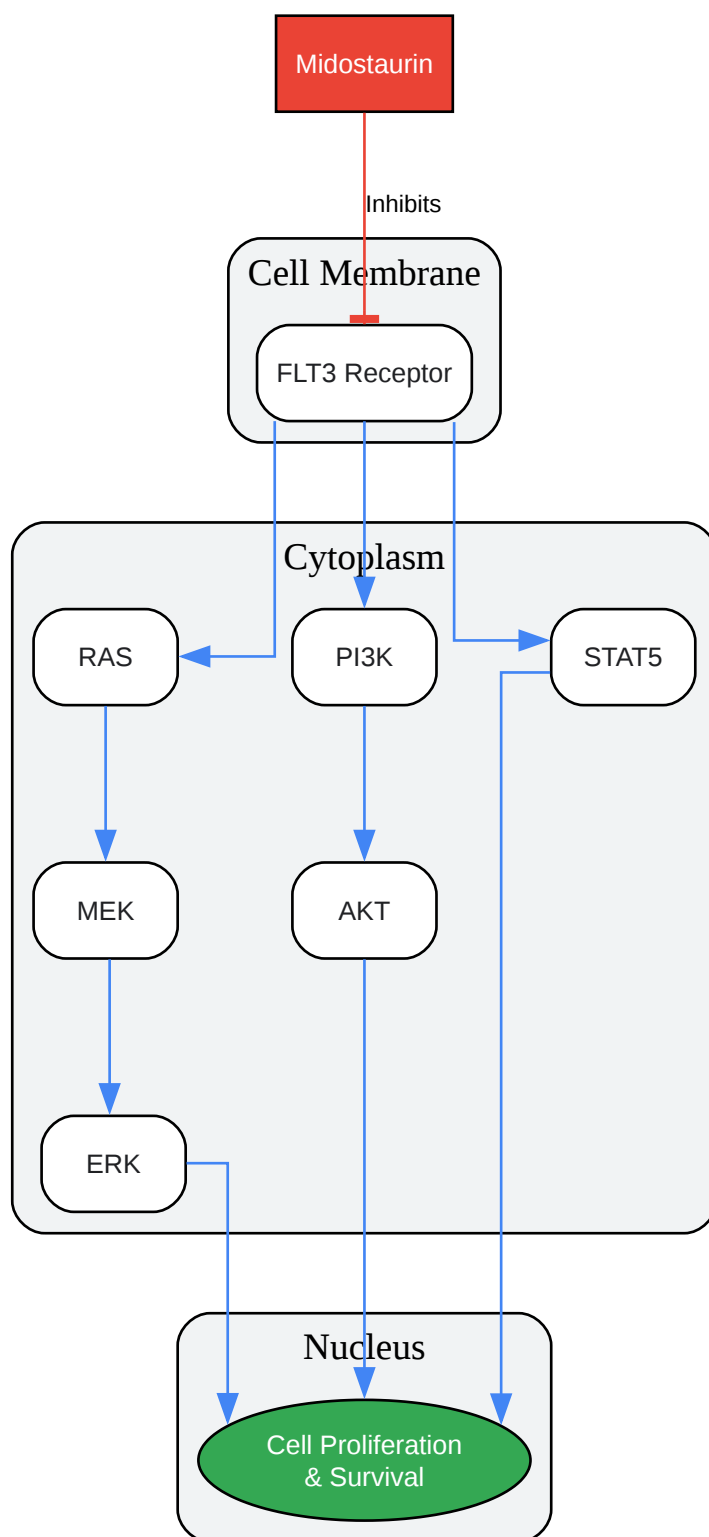 Midostaurin
Inhibits
Cell Membrane
FLT3 Receptor
Cytoplasm
RAS
PI3K
STAT5
MEK
AKT
ERK
Nucleus
Cell Proliferation
& Survival